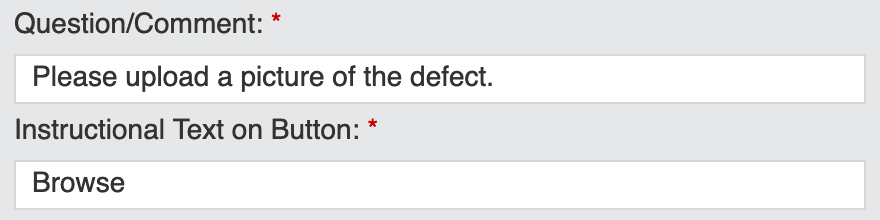 Question/Comment: *
Please upload a picture of the defect.
Instructional Text on Button: *
Browse